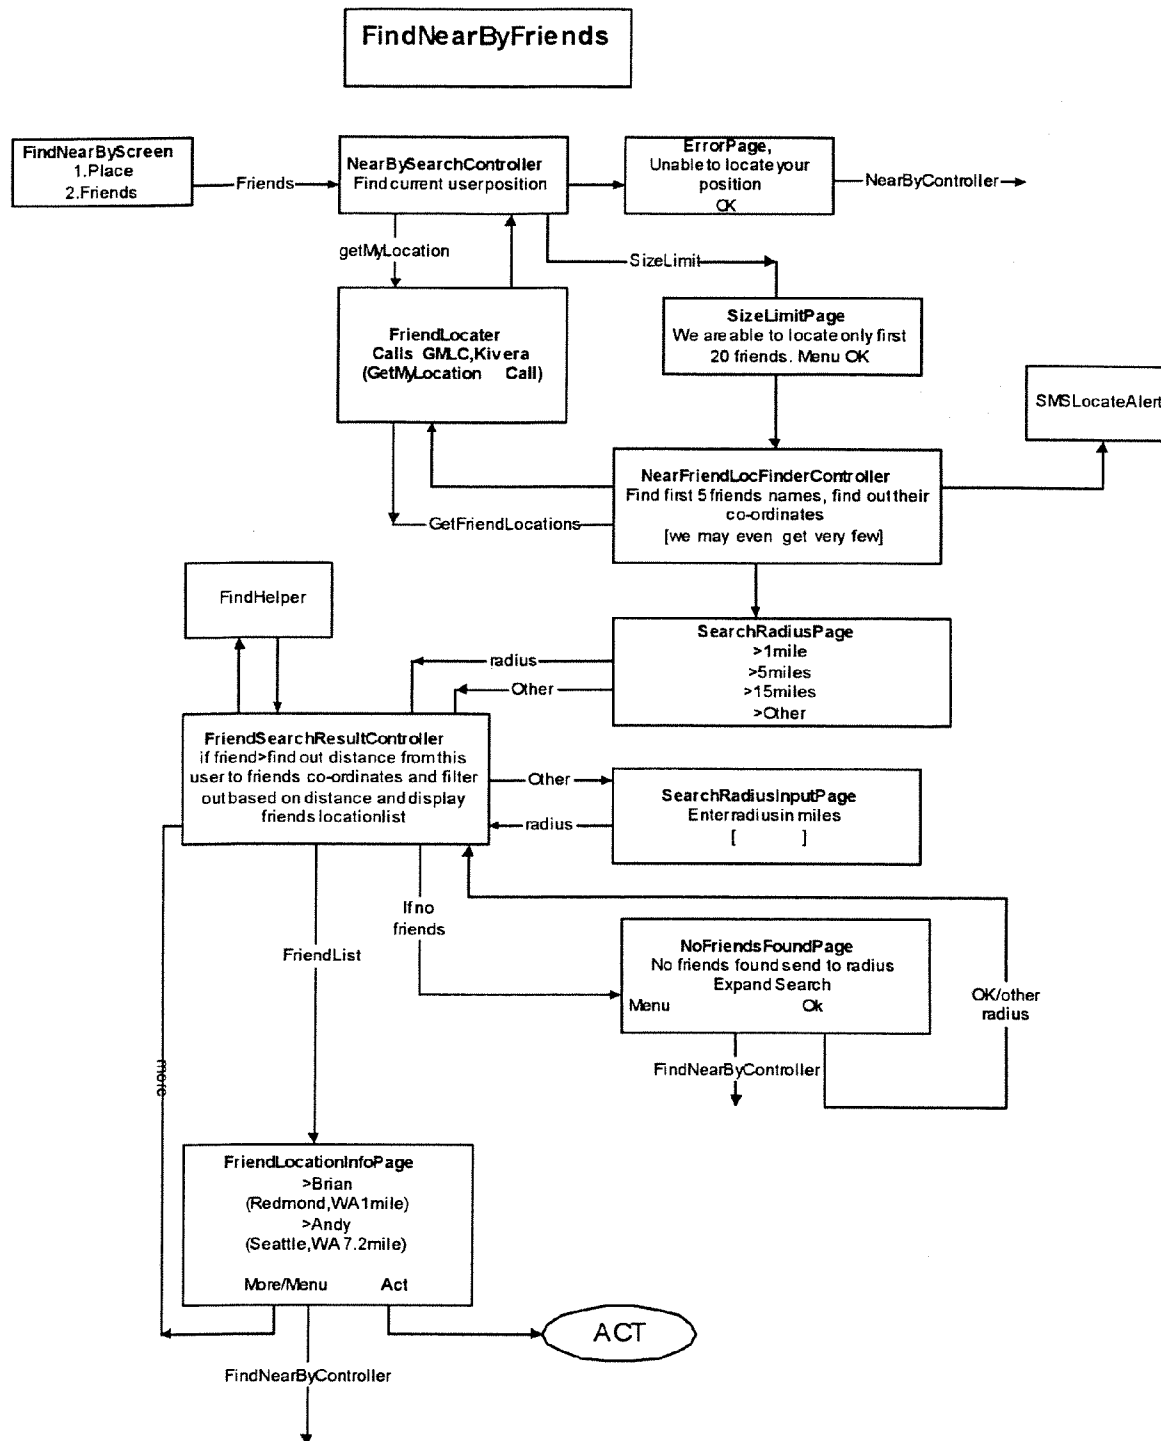 FindNearByFriends
FindNearByScreen
1.Place
2.Friends
Friends
NearBySearchController
Find current user position
ErrorPage,
Unable to locate your
position
OK
NearByController
getMyLocation
SizeLimit
FriendLocater
Calls GMLC,Kivera
(GetMyLocation Call)
SizeLimitPage
We are able to locate only first
20 friends. Menu OK
SMSLocateAlert
NearFriendLocFinderController
Find first 5 friends names, find out their
co-ordinates
[we may even get very few]
GetFriendLocations
FindHelper
SearchRadiusPage
>1mile
>5miles
>15miles
>Other
radius
Other
FriendSearchResultController
if friend>find out distance from this
user to friends co-ordinates and filter
out based on distance and display
friends location list
Other
radius
SearchRadiusInputPage
Enter radius in miles
[ ]
If no
friends
FriendList
NoFriendsFoundPage
No friends found send to radius
Expand Search
Menu Ok
OK/other
radius
FindNearByController
more
FriendLocationInfoPage
>Brian
(Redmond,WA 1mile)
>Andy
(Seattle,WA 7.2mile)
More/Menu Act
ACT
FindNearByController